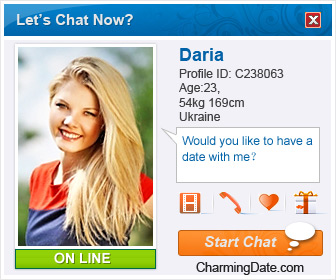 Let's Chat Now?
Daria
Profile ID: C238063
Age:23,
54kg 169cm
Ukraine
Would you like to have a
date with me?
ON LINE
Start Chat
CharmingDate.com